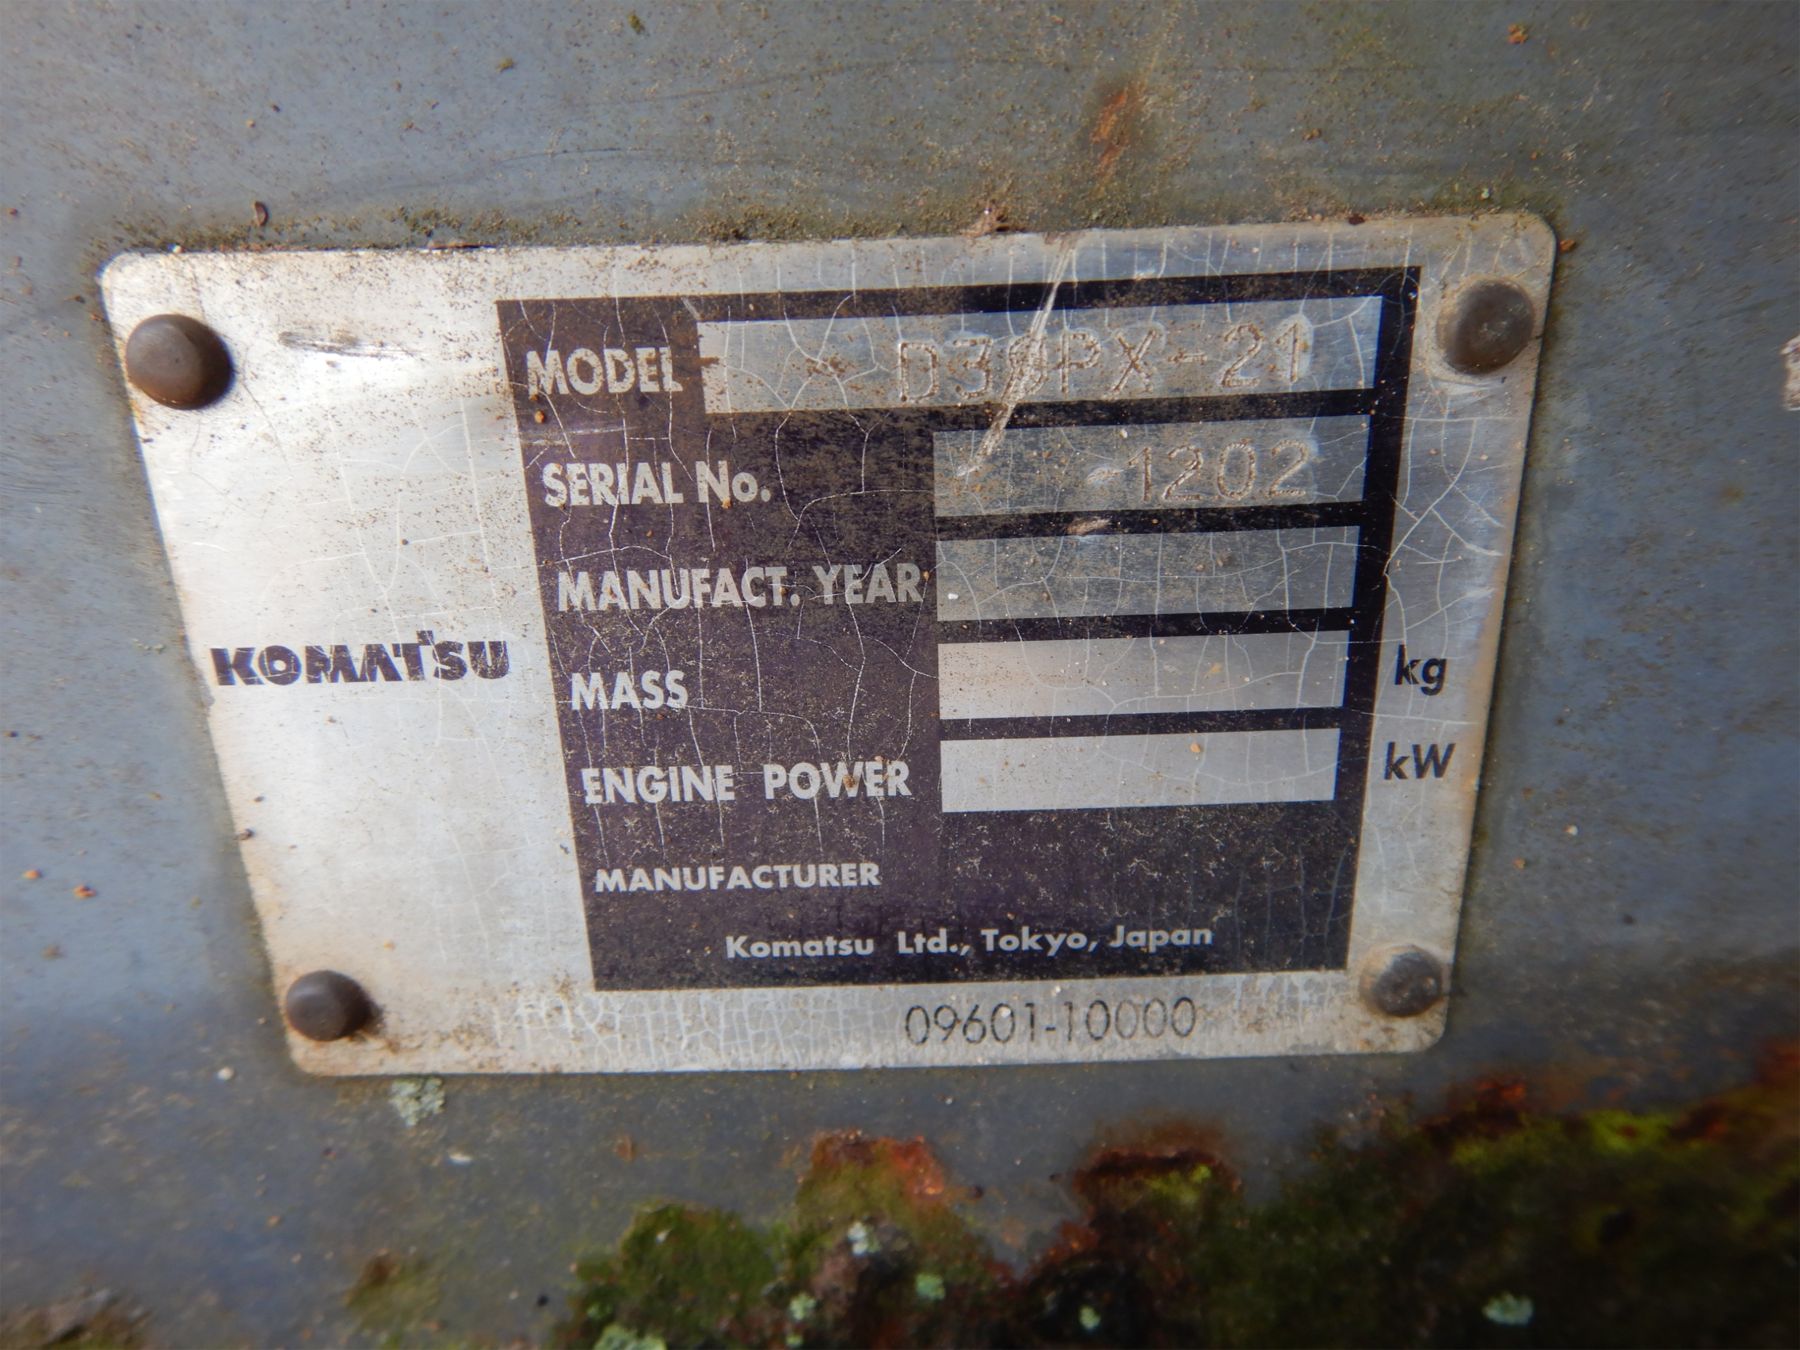 MODEL D39PX-21
SERIAL No. 1202
MANUFACT. YEAR
MASS kg
ENGINE POWER kW
KOMATSU
MANUFACTURER
Komatsu Ltd., Tokyo, Japan
09601-10000